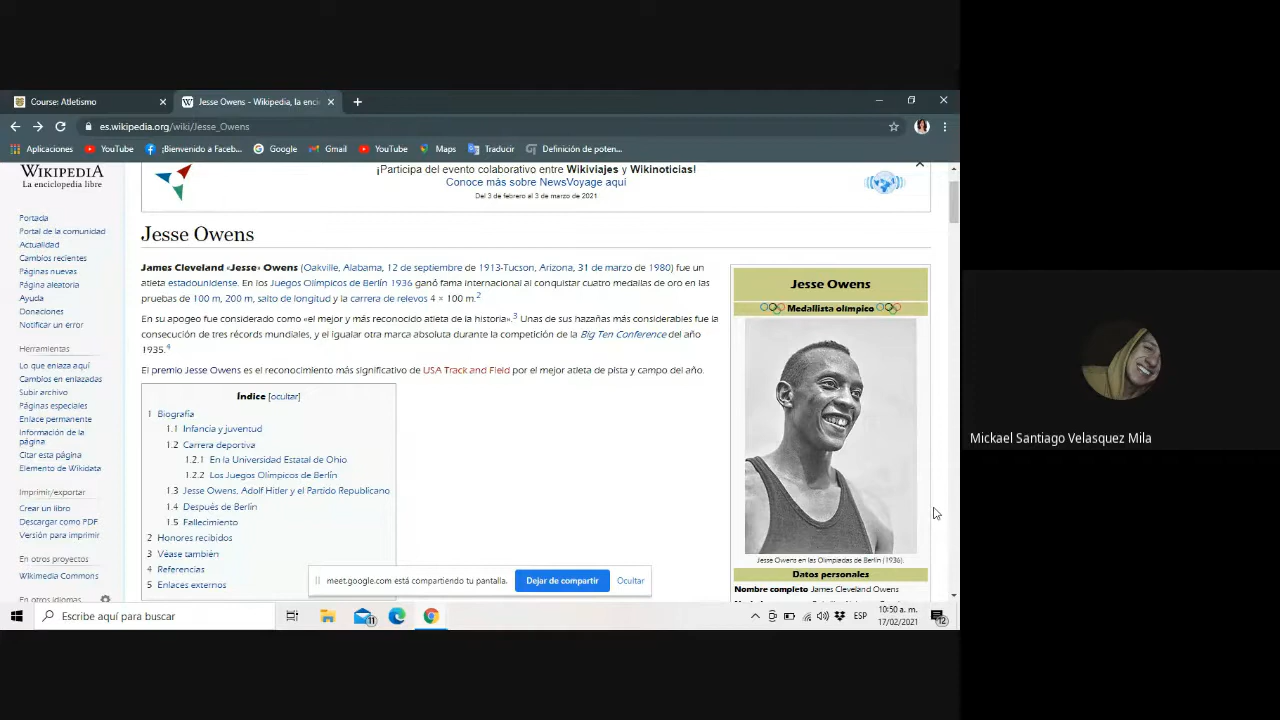 Course: Atletismo
Jesse Owens - Wikipedia, la enci
es.wikipedia.org/wiki/Jesse_Owens
Aplicaciones YouTube ¡Bienvenido a Faceb... Google Gmail YouTube Maps Traducir Definición de poten...
WIKIPEDIA
La enciclopedia libre
Portada
Portal de la comunidad
Actualidad
Cambios recientes
Páginas nuevas
Página aleatoria
Ayuda
Donaciones
Notificar un error
Herramientas
Lo que enlaza aquí
Cambios en enlazadas
Subir archivo
Páginas especiales
Enlace permanente
Información de la
página
Citar esta página
Elemento de Wikidata
Imprimir/exportar
Crear un libro
Descargar como PDF
Versión para imprimir
En otros proyectos
Wikimedia Commons
En otros idiomas
¡Participa del evento colaborativo entre Wikiviajes y Wikinoticias!
Conoce más sobre NewsVoyage aquí
Del 3 de febrero al 3 de marzo de 2021
Jesse Owens
James Cleveland «Jesse» Owens (Oakville, Alabama, 12 de septiembre de 1913-Tucson, Arizona, 31 de marzo de 1980) fue un
atleta estadounidense. En los Juegos Olímpicos de Berlín 1936 ganó fama internacional al conquistar cuatro medallas de oro en las
pruebas de 100 m, 200 m, salto de longitud y la carrera de relevos 4 × 100 m.2
En su día fue considerado como «el mejor y más reconocido atleta de la historia».3 Unas de sus hazañas más considerables fue la
consecución de tres récords mundiales, y el igualar otra marca absoluta durante la competición de la Big Ten Conference del año
1935.4
El premio Jesse Owens es el reconocimiento más significativo de USA Track and Field por el mejor atleta de pista y campo del año.
Índice [ocultar]
1 Biografía
1.1 Infancia y juventud
1.2 Carrera deportiva
1.2.1 En la Universidad Estatal de Ohio
1.2.2 Los Juegos Olímpicos de Berlín
1.3 Jesse Owens, Adolf Hitler y el Partido Republicano
1.4 Después de Berlín
1.5 Fallecimiento
2 Honores recibidos
3 Véase también
4 Referencias
5 Enlaces externos
Jesse Owens
Medallista olímpico
Jesse Owens en las Olimpiadas de Berlín (1936).
Datos personales
Nombre completo James Cleveland Owens
meet.google.com está compartiendo tu pantalla. Dejar de compartir Ocultar
Escribe aquí para buscar
11
ESP
10:50 a. m.
17/02/2021
12
Mickael Santiago Velasquez Mila